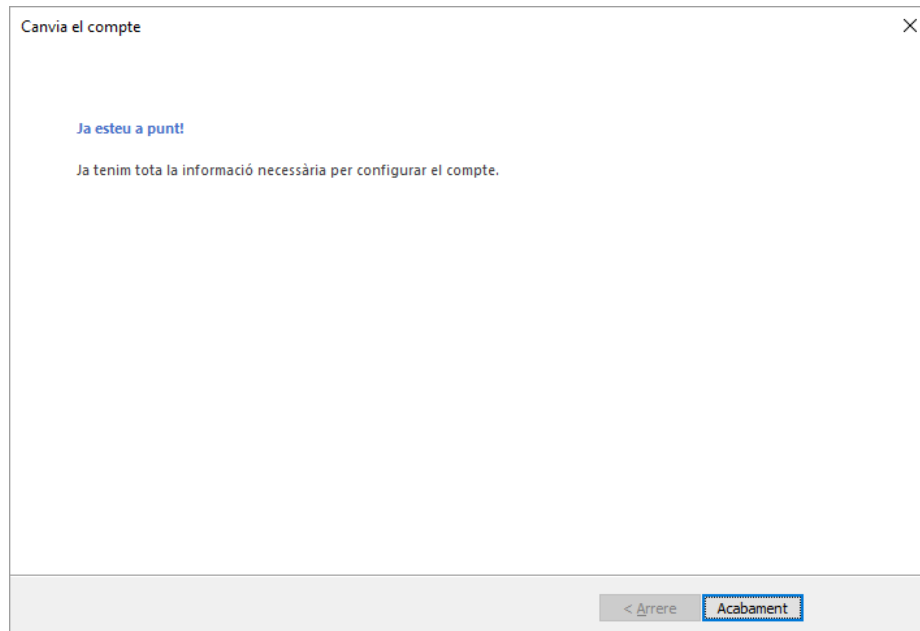 Canvia el compte
Ja esteu a punt!
Ja tenim tota la informació necessària per configurar el compte.
< Arrere
Acabament